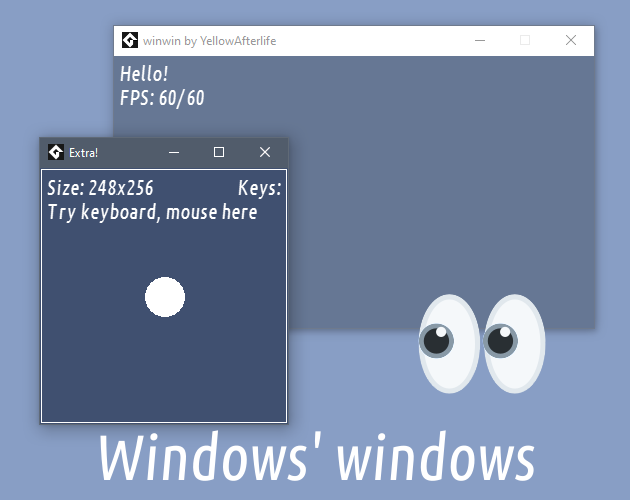 winwin by YellowAfterlife
Hello!
FPS: 60/60
Extra!
Size: 248x256 Keys:
Try keyboard, mouse here
Windows' windows